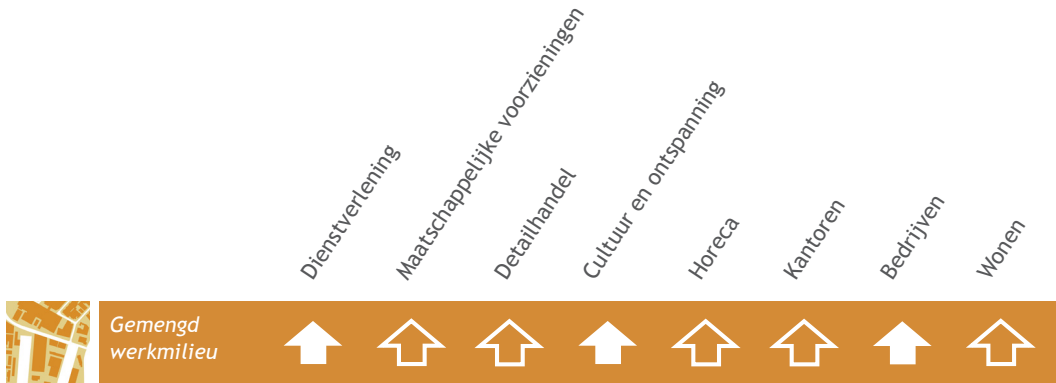 Dienstverlening
Maatschappelijke voorzieningen
Detailhandel
Cultuur en ontspanning
Horeca
Kantoren
Bedrijven
Wonen
Gemengd
werkmilieu